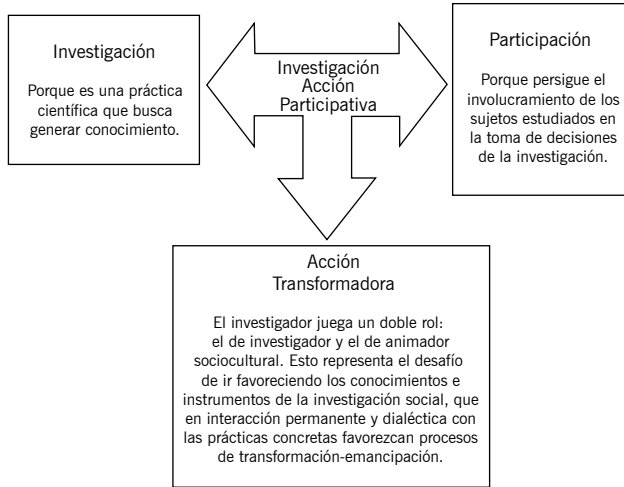 Investigación
Porque es una práctica
científica que busca
generar conocimiento.
Investigación
Acción
Participativa
Participación
Porque persigue el
involucramiento de los
sujetos estudiados en
la toma de decisiones
de la investigación.
Acción
Transformadora
El investigador juega un doble rol:
el de investigador y el de animador
sociocultural. Esto representa el desafío
de ir favoreciendo los conocimientos e
instrumentos de la investigación social, que
en interacción permanente y dialéctica con
las prácticas concretas favorezcan procesos
de transformación-emancipación.